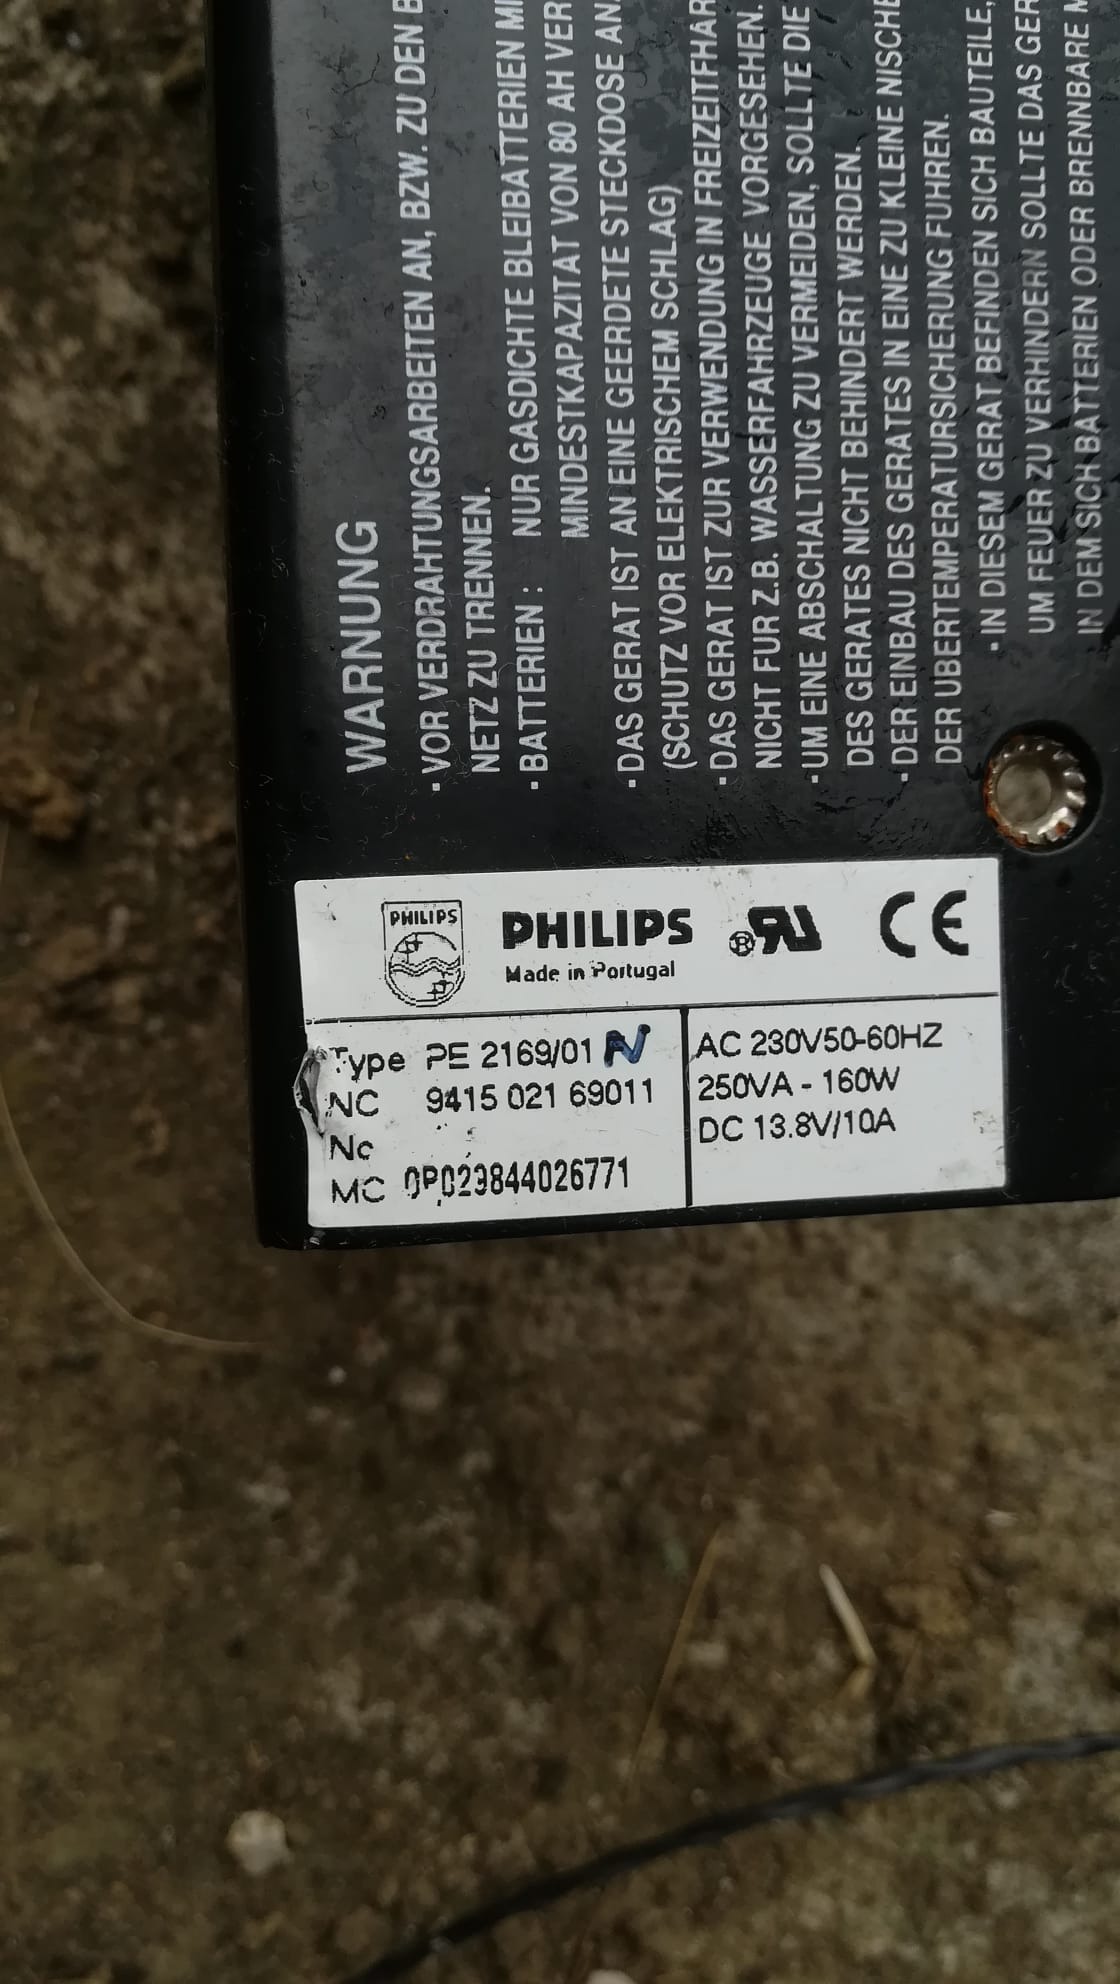 WARNUNG
· VOR VERDRAHTUNGSARBEITEN AN, BZW. ZU DEN
NETZ ZU TRENNEN.
· BATTERIEN : NUR GASDICHTE BLEIBATTERIEN
MINDESTKAPAZITAT VON 80 AH
· DAS GERAT IST AN EINE GEERDETE STECKDOSE
(SCHUTZ VOR ELEKTRISCHEM SCHLAG)
· DAS GERAT IST ZUR VERWENDUNG IN
NICHT FUR Z.B. WASSERFAHRZEUGE VORGESEHEN.
· UM EINE ABSCHALTUNG ZU VERMEIDEN, SOLLTE DIE
DES GERATES NICHT BEHINDERT WERDEN.
· DER EINBAU DES GERATES IN EINE ZU KLEINE NISCHE
DER UBERTEMPERATURSICHERUNG FUHREN.
· IN DIESEM GERAT BEFINDEN SICH BAUTEILE,
UM FEUER ZU VERHINDERN SOLLTE DAS
IN DEM SICH BATTERIEN ODER BRENNBARE
PHILIPS
PHILIPS
Made in Portugal
CE
Type PE 2169/01 N
NC 9415 021 69011
No
MC 0P023844026771
AC 230V50-60HZ
250VA - 160W
DC 13.8V/10A